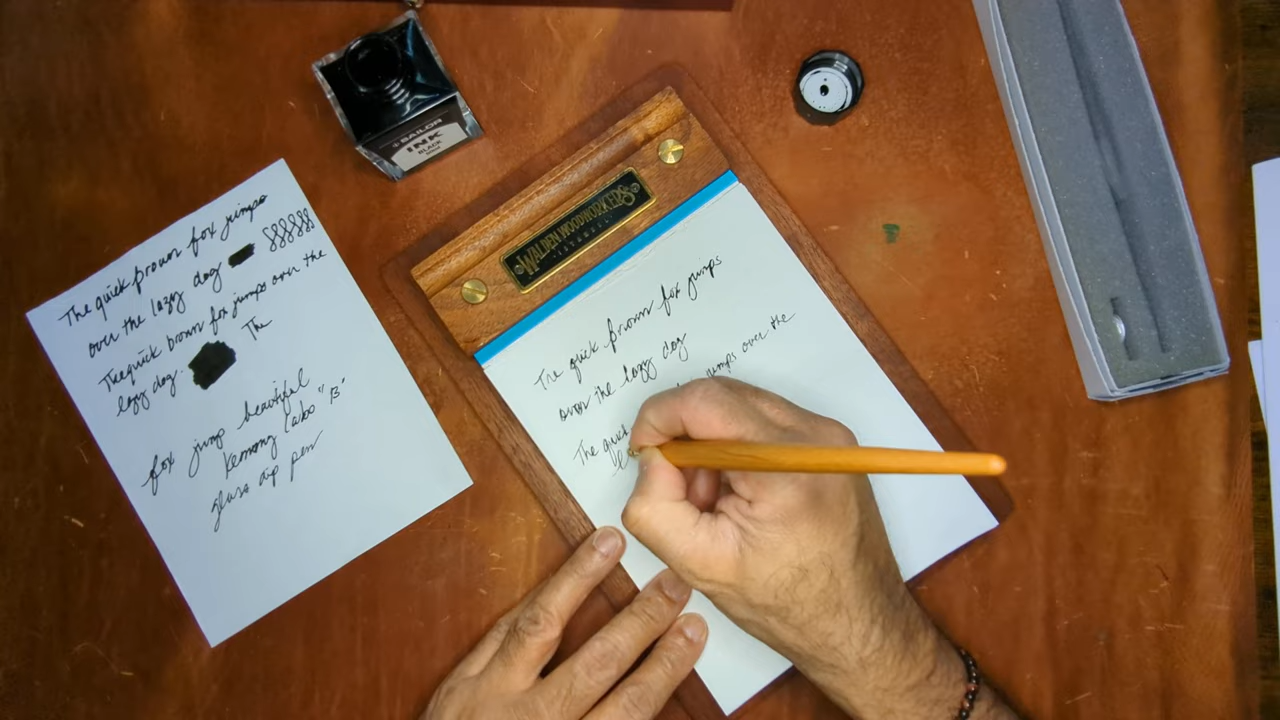 The quick brown fox jumps
over the lazy dog
The quick brown fox jumps over the
lazy dog. The
fox jump beautiful
Kemong Labo "B"
glass dip pen
SAILOR
INK
BLACK
WALDEN WOODWORKERS
The quick brown fox jumps
over the lazy dog
The quick jumps over the